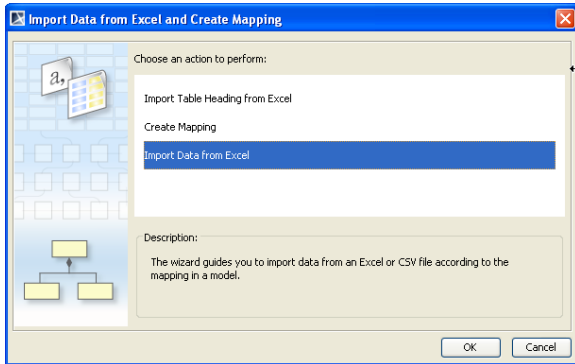 Import Data from Excel and Create Mapping
a,
Choose an action to perform:
Import Table Heading from Excel
Create Mapping
Import Data from Excel
Description:
The wizard guides you to import data from an Excel or CSV file according to the
mapping in a model.
OK Cancel